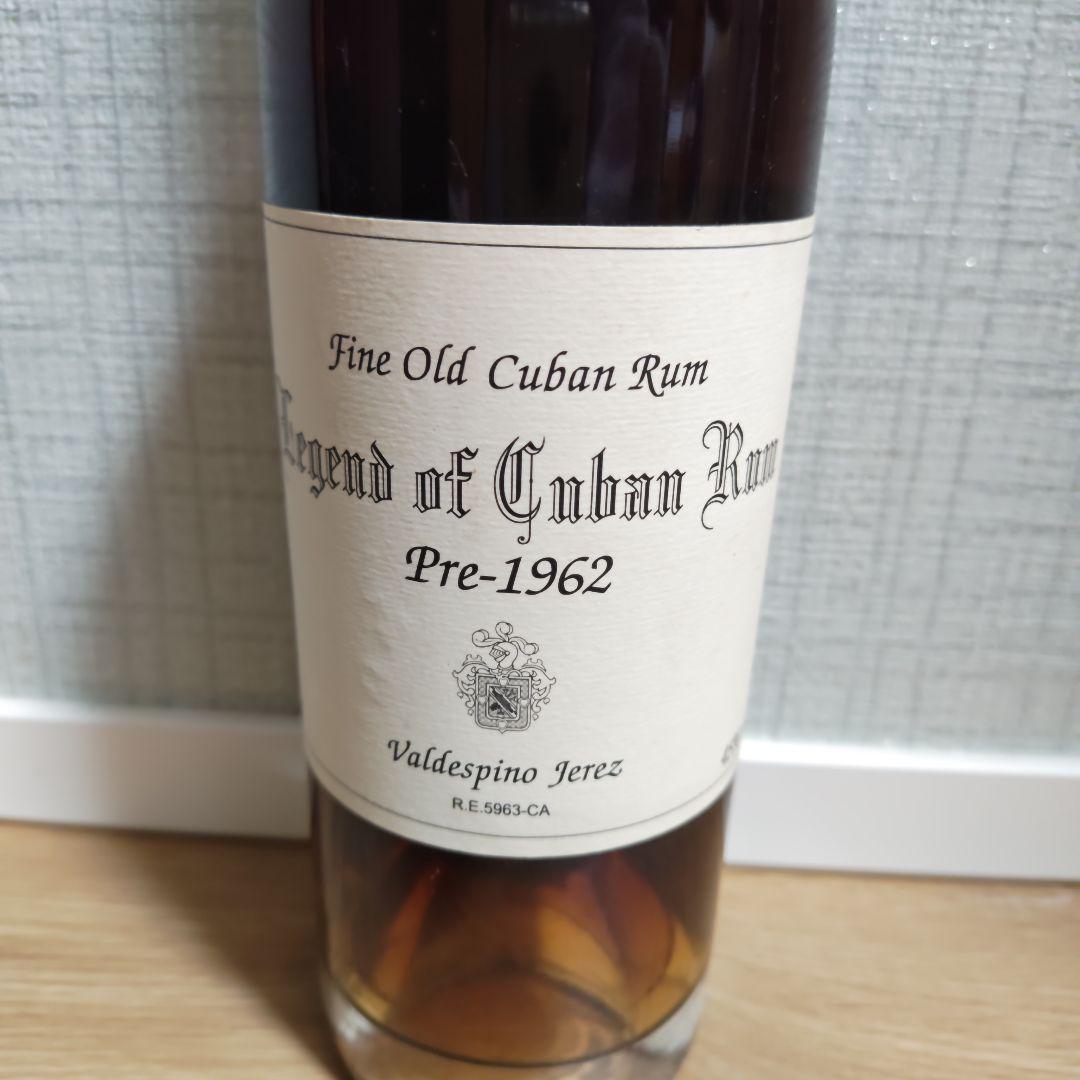 Fine Old Cuban Rum
Legend of Cuban Rum
Pre-1962
Valdespino Jerez
R.E.5963-CA